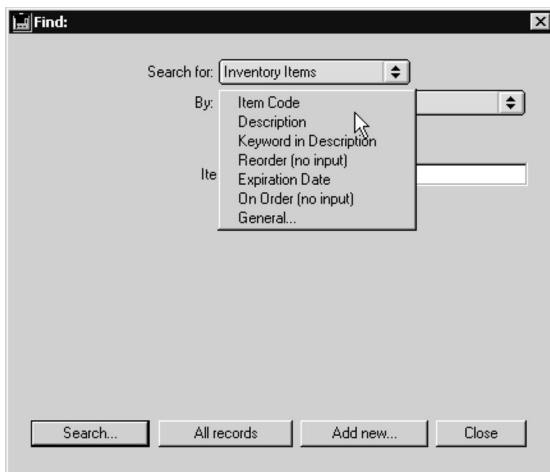 Find:
Search for: Inventory Items
By:
Item Code
Description
Keyword in Description
Reorder (no input)
Ite
Expiration Date
On Order (no input)
General...
Search... All records Add new... Close